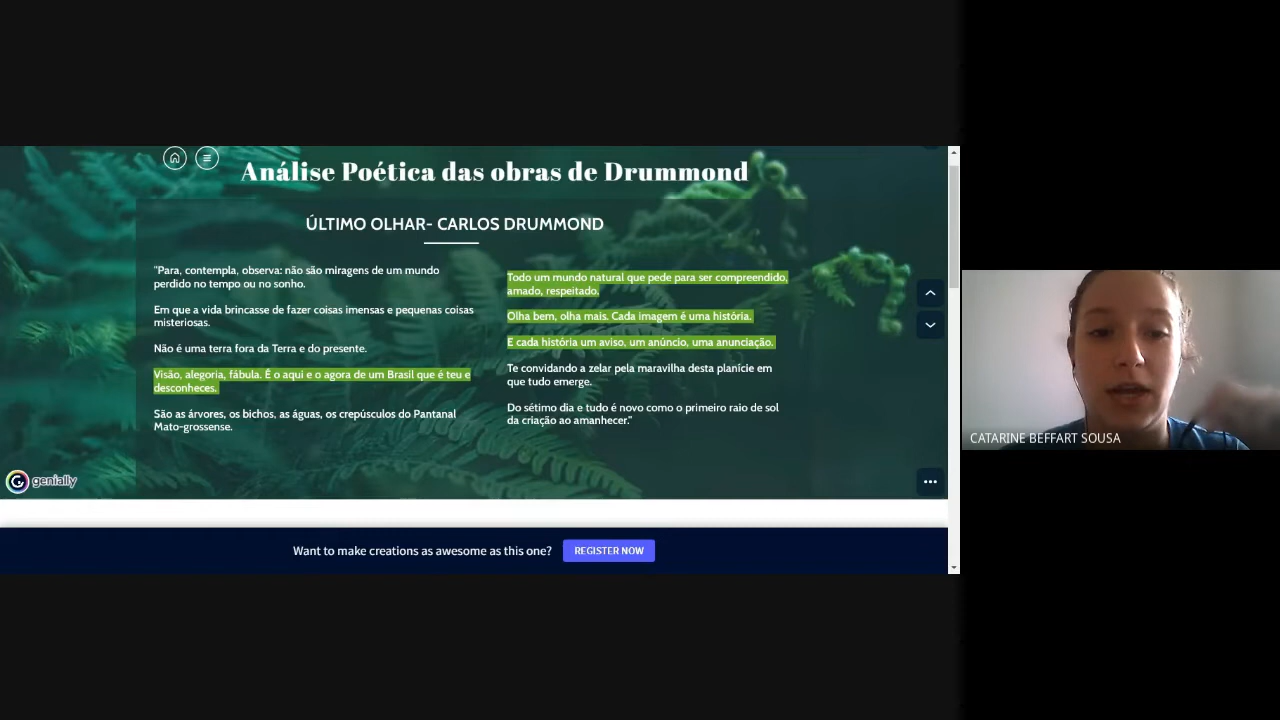 Análise Poética das obras de Drummond
ÚLTIMO OLHAR- CARLOS DRUMMOND
"Para, contempla, observa: não são miragens de um mundo
perdido no tempo ou no sonho.
Em que a vida brincasse de fazer coisas imensas e pequenas coisas
misteriosas.
Não é uma terra fora da Terra e do presente.
Visão, alegoria, fábula. É o aqui e o agora de um Brasil que é teu e
desconheces.
São as árvores, os bichos, as águas, os crepúsculos do Pantanal
Mato-grossense.
Todo um mundo natural que pede para ser compreendido,
amado, respeitado.
Olha bem, olha mais. Cada imagem é uma história.
E cada história um aviso, um anúncio, uma anunciação.
Te convidando a zelar pela maravilha desta planície em
que tudo emerge.
Do sétimo dia e tudo é novo como o primeiro raio de sol
da criação ao amanhecer."
genially
Want to make creations as awesome as this one?
REGISTER NOW
CATARINE BEFFART SOUSA